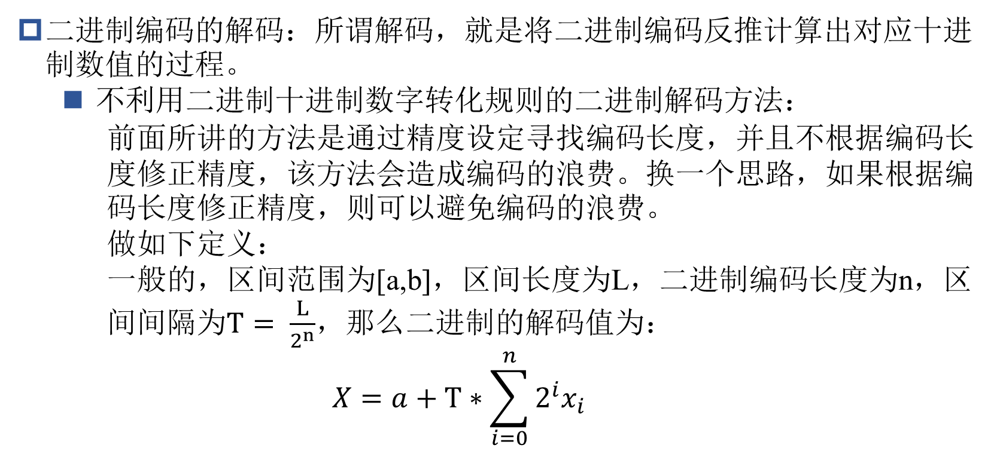 二进制编码的解码：所谓解码，就是将二进制编码反推计算出对应十进
制数值的过程。
不利用二进制十进制数字转化规则的二进制解码方法：
前面所讲的方法是通过精度设定寻找编码长度，并且不根据编码长
度修正精度，该方法会造成编码的浪费。换一个思路，如果根据编
码长度修正精度，则可以避免编码的浪费。
做如下定义：
一般的，区间范围为[a,b]，区间长度为L，二进制编码长度为n，区
间间隔为T = \frac{L}{2^n}，那么二进制的解码值为：
X = a + T * \sum_{i=0}^{n} 2^i x_i